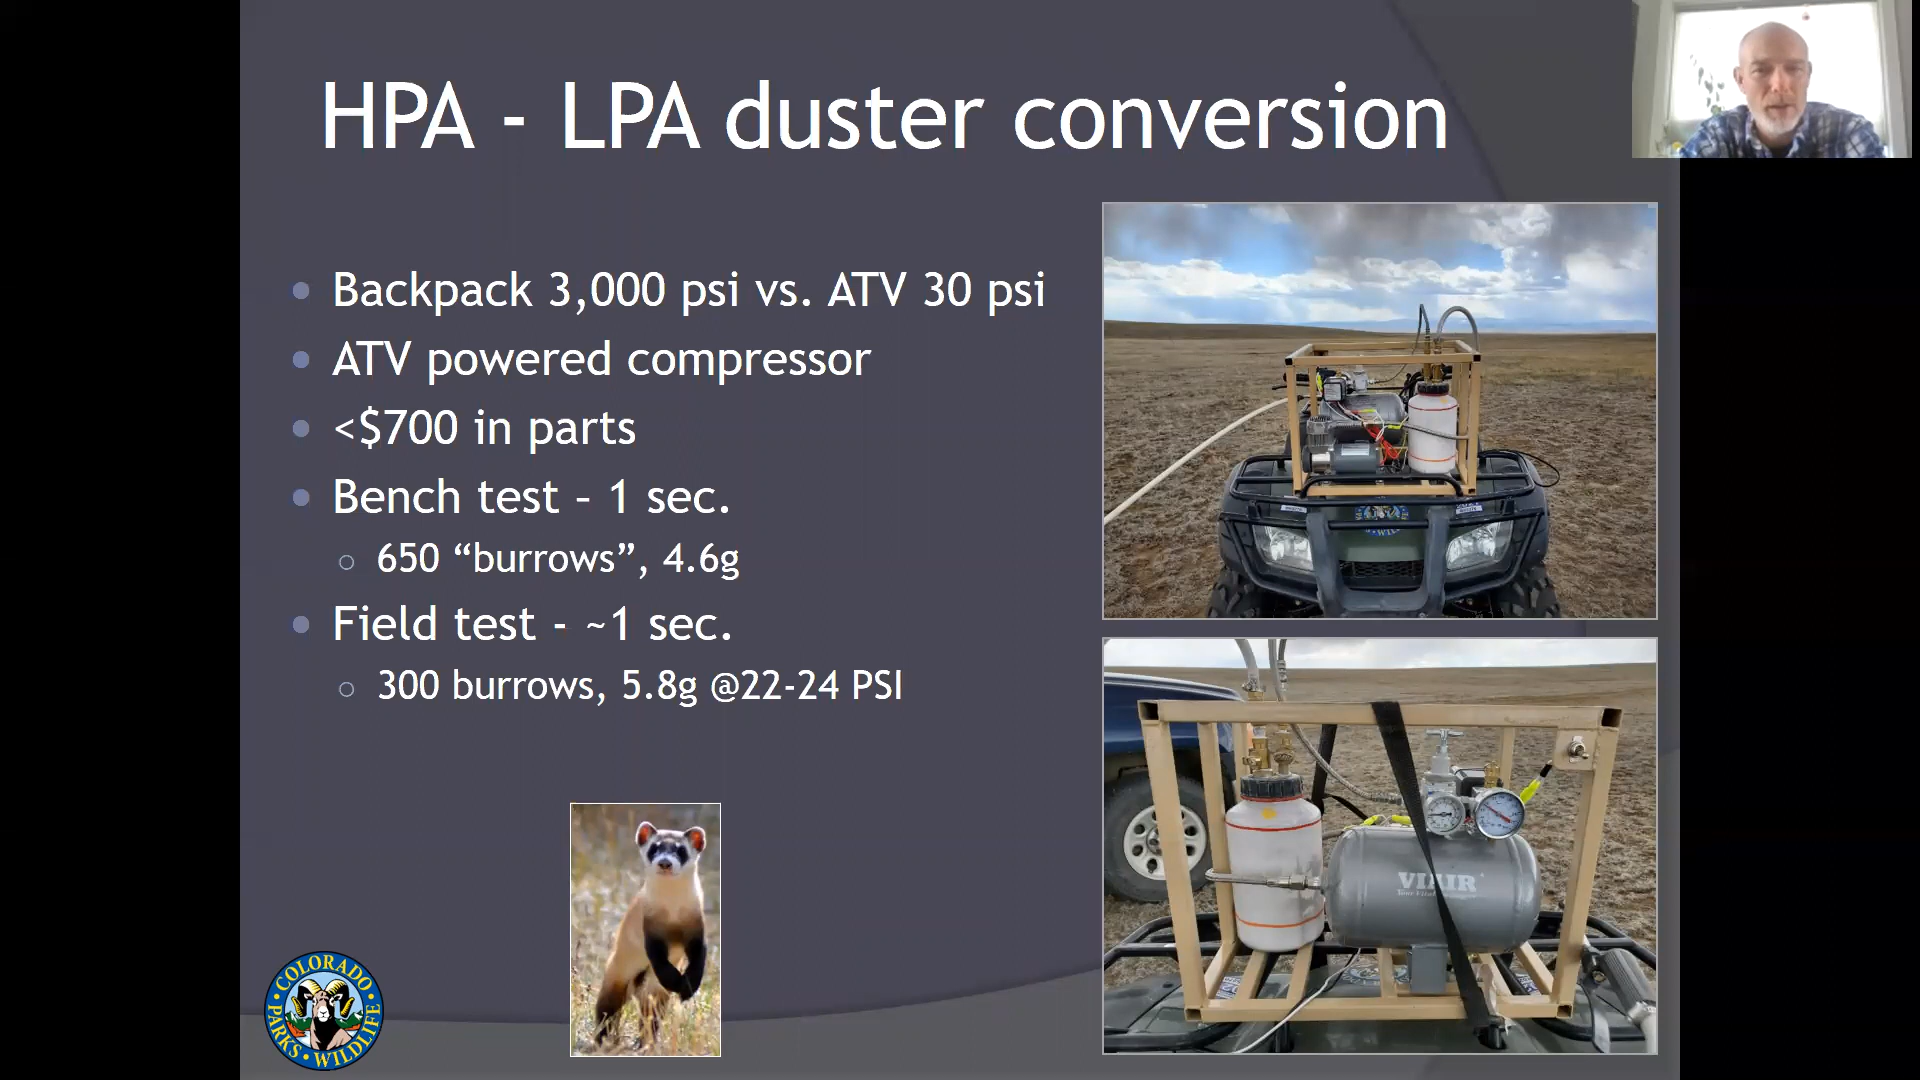 HPA - LPA duster conversion
Backpack 3,000 psi vs. ATV 30 psi
ATV powered compressor
<$700 in parts
Bench test – 1 sec.
650 “burrows”, 4.6g
Field test - ~1 sec.
300 burrows, 5.8g @22-24 PSI
VIAIR
COLORADO
PARKS • WILDLIFE